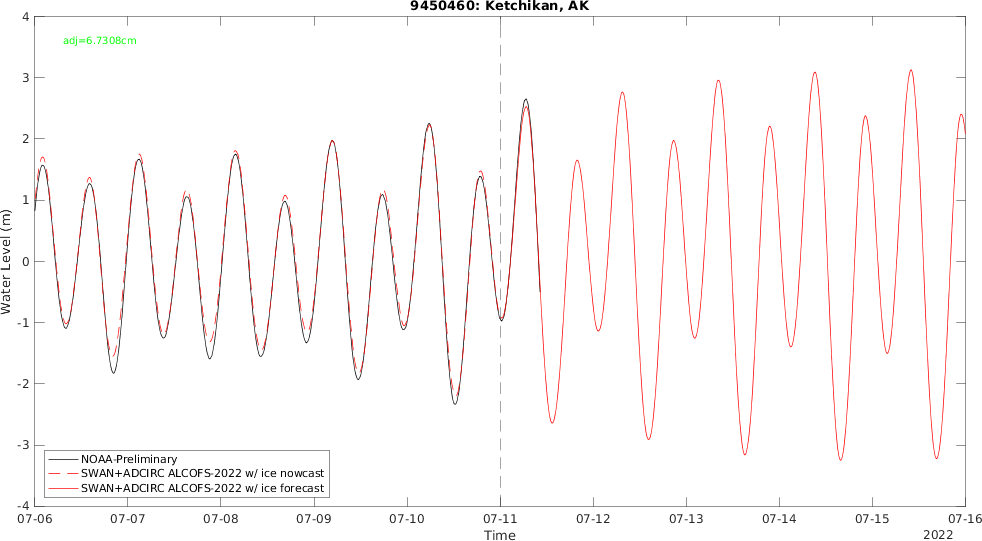 9450460: Ketchikan, AK
adj=6.7308cm
4
3
2
1
0
-1
-2
-3
-4
Water Level (m)
NOAA-Preliminary
SWAN+ADCIRC ALCOFS-2022 w/ ice nowcast
SWAN+ADCIRC ALCOFS-2022 w/ ice forecast
07-06 07-07 07-08 07-09 07-10 07-11 07-12 07-13 07-14 07-15 07-16
Time
2022